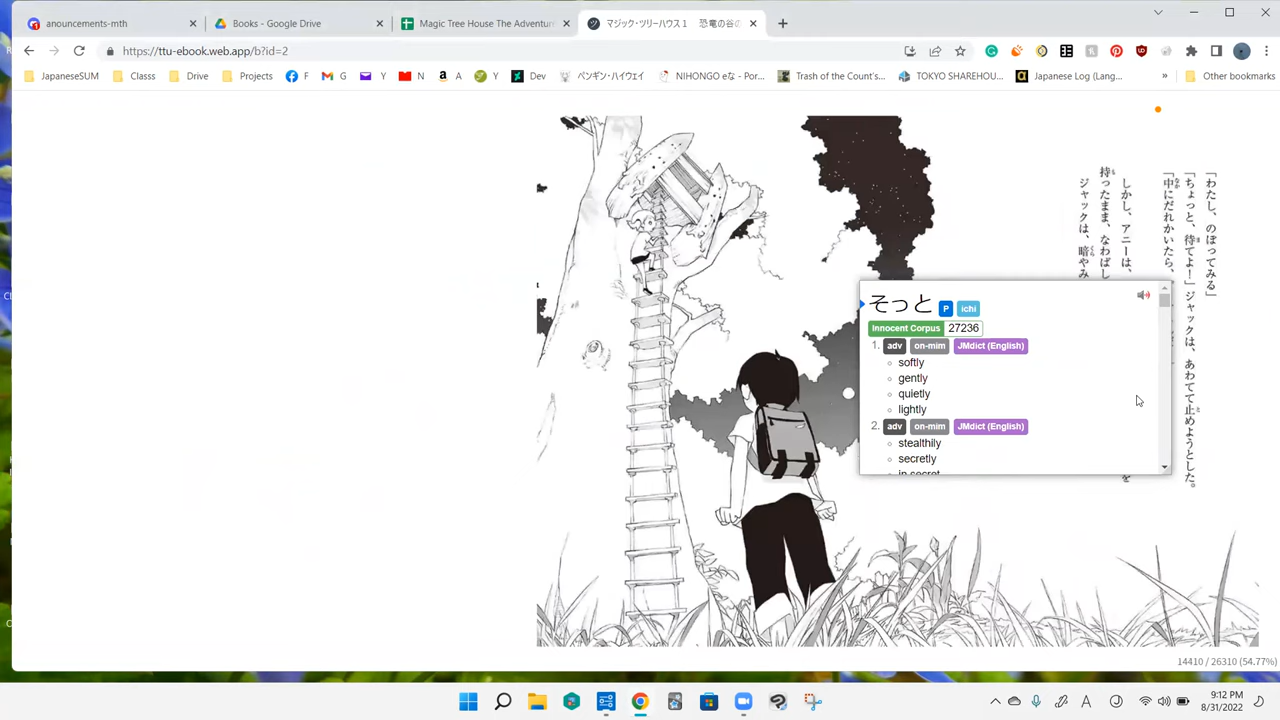 anouncements-mth
Books - Google Drive
Magic Tree House The Adventur
マジック・ツリーハウス１ 恐竜の谷の
https://ttu-ebook.web.app/b?id=2
JapaneseSUM
Classs
Drive
Projects
F
G
Y
N
A
Y
Dev
ペンギン・ハイウェイ
NIHONGO eな - Por...
Trash of the Count's...
TOKYO SHAREHOU...
Japanese Log (Lang...
»
Other bookmarks
「わたし、のぼってみる」
「ちょっと、待てよ！」ジャックは、あわてて止めようとした。
「中にだれかいたら、
しかし、アニーは、
持ったまま、なわばし
を
ジャックは、暗やみ
そっと P ichi
Innocent Corpus 27236
1. adv on-mim JMdict (English)
softly
gently
quietly
lightly
2. adv on-mim JMdict (English)
stealthily
secretly
in secret
14410 / 26310 (54.77%)
A
9:12 PM
8/31/2022